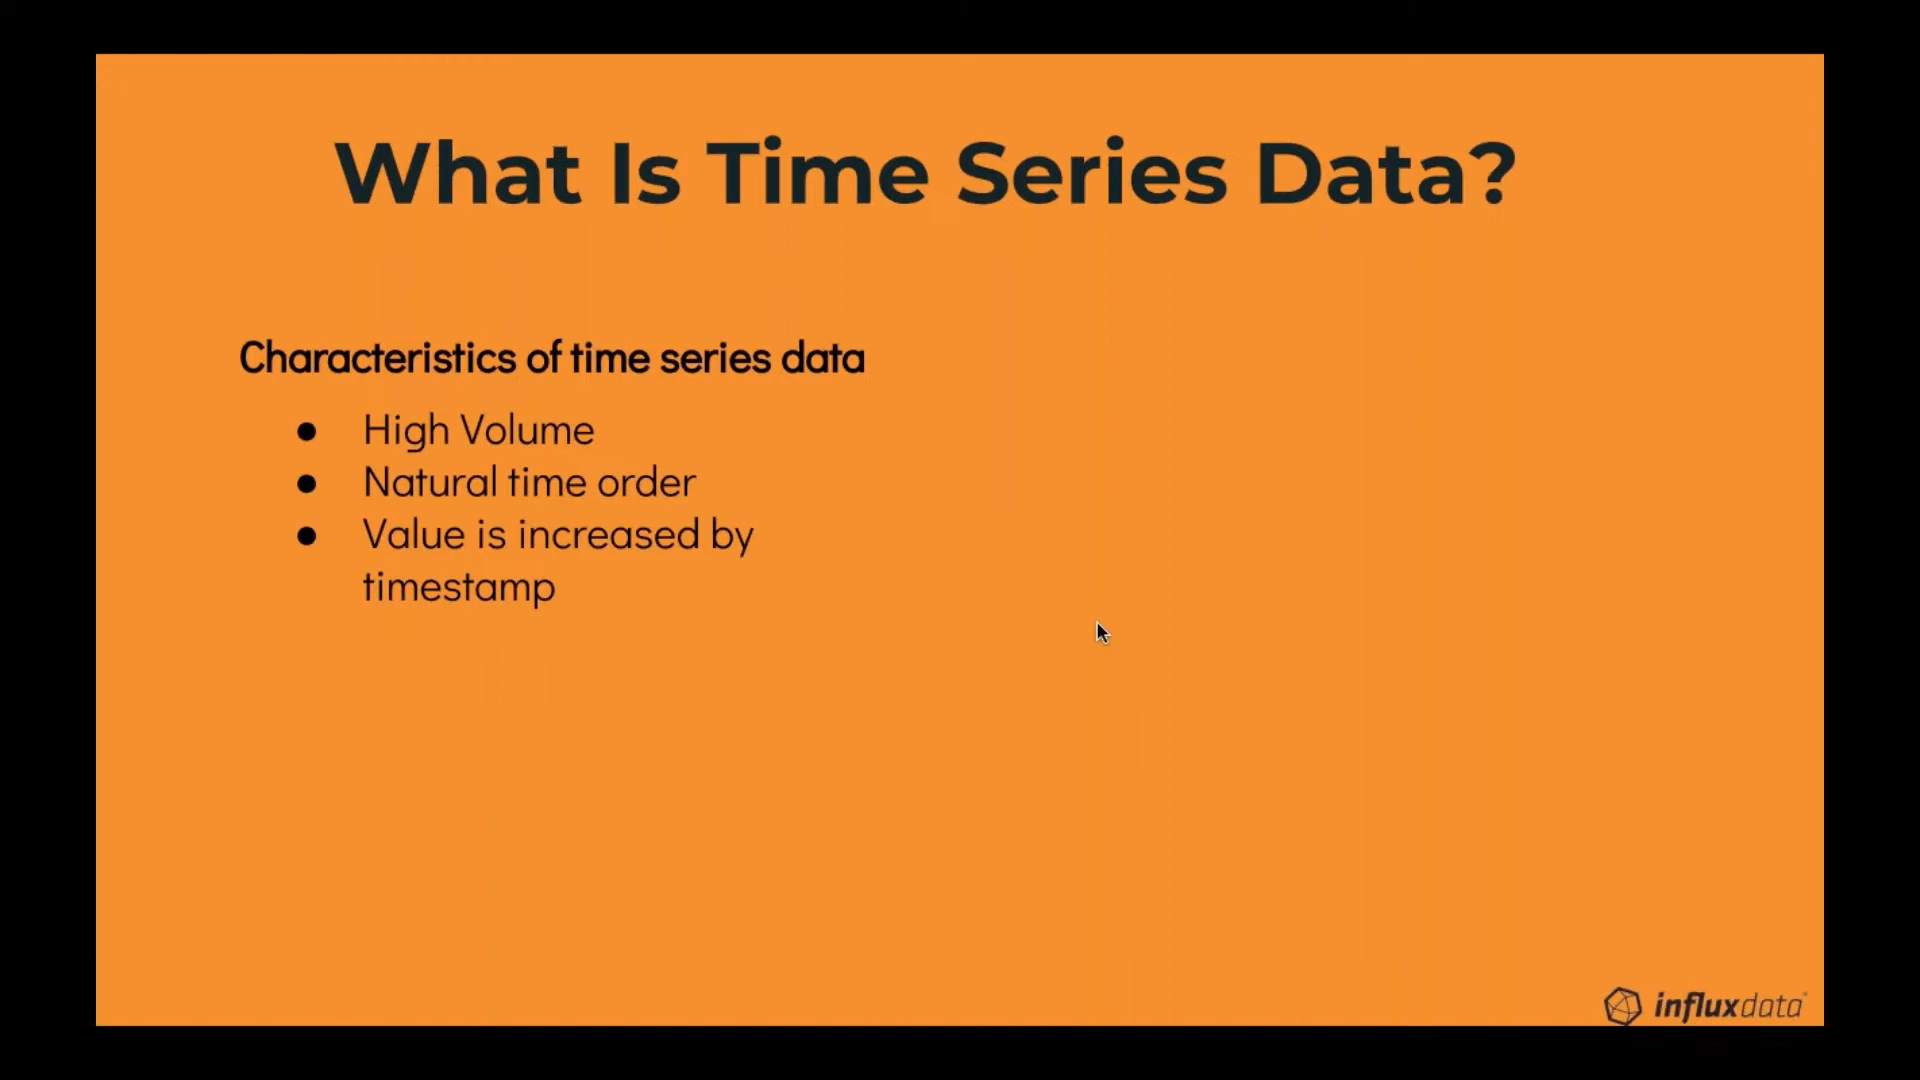 What Is Time Series Data?
Characteristics of time series data
● High Volume
● Natural time order
● Value is increased by
timestamp
influxdata